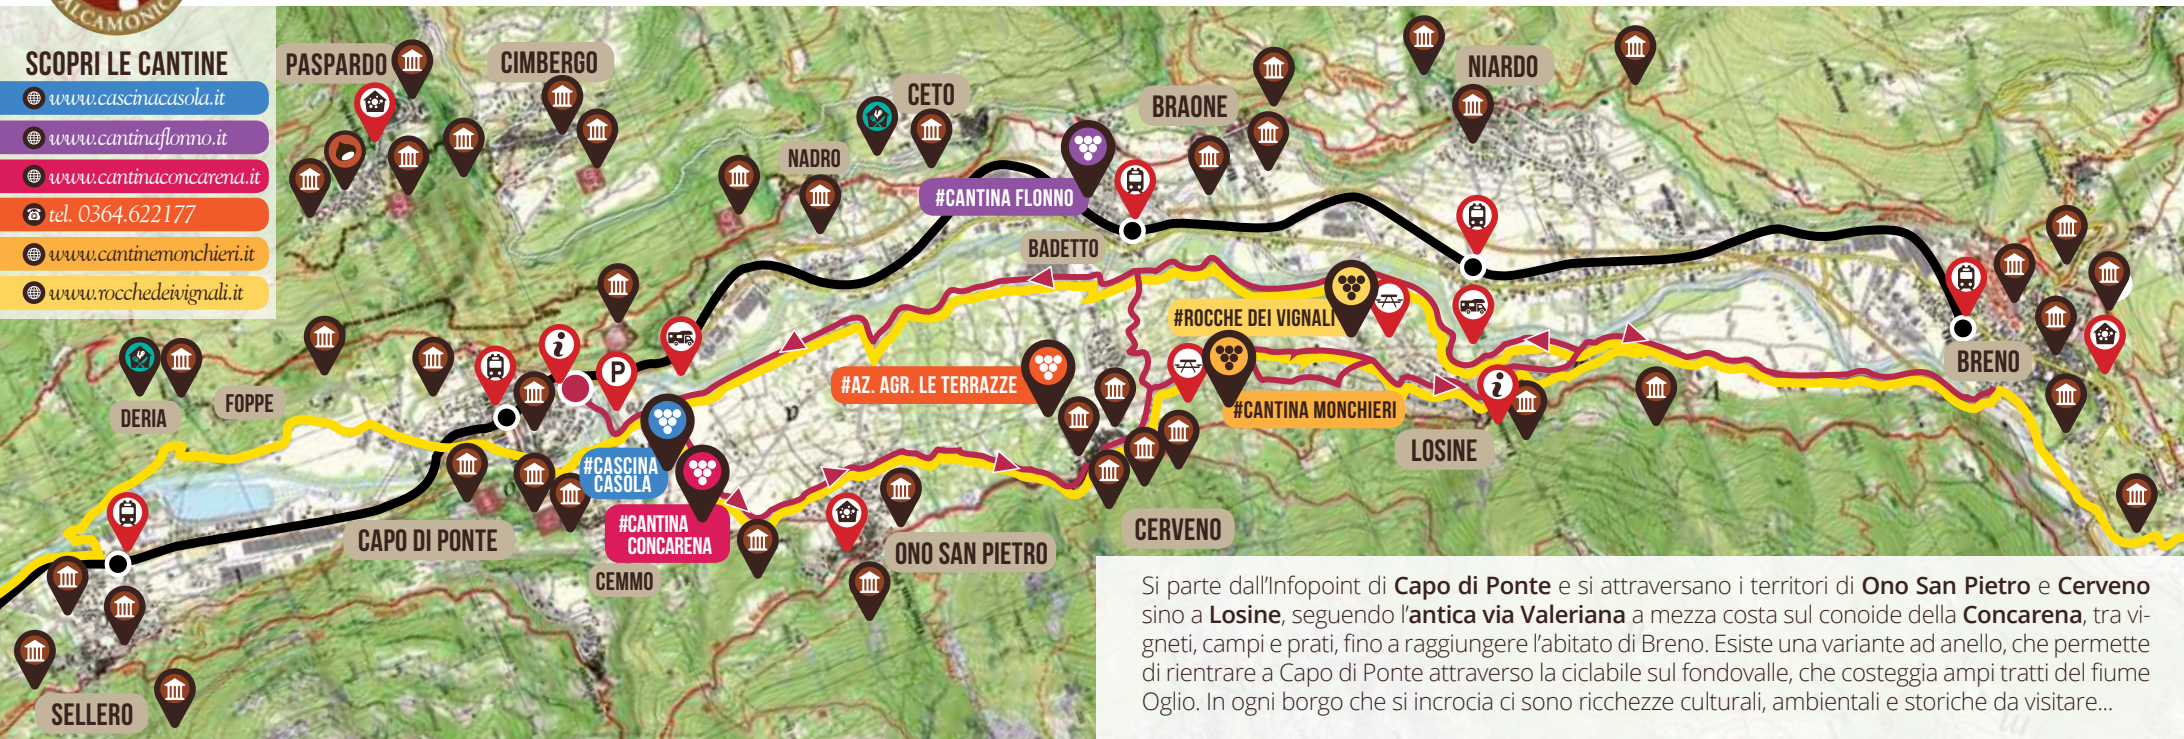 ALCAMONIC
SCOPRI LE CANTINE
www.cascinacasola.it
www.cantinaflonno.it
www.cantinaconcarena.it
tel. 0364.622177
www.cantinemonchieri.it
www.rocchedeivignali.it
PASPARDO
CIMBERGO
CETO
NADRO
BRAONE
NIARDO
#CANTINA FLONNO
BADETTO
#ROCCHE DEI VIGNALI
#AZ. AGR. LE TERRAZZE
#CANTINA MONCHIERI
BRENO
LOSINE
DERIA
FOPPE
i
P
i
#CASCINA
CASOLA
#CANTINA
CONCARENA
CAPO DI PONTE
CEMMO
ONO SAN PIETRO
CERVENO
SELLERO
Si parte dall'Infopoint di Capo di Ponte e si attraversano i territori di Ono San Pietro e Cerveno
sino a Losine, seguendo l'antica via Valeriana a mezza costa sul conoide della Concarena, tra vi-
gneti, campi e prati, fino a raggiungere l'abitato di Breno. Esiste una variante ad anello, che permette
di rientrare a Capo di Ponte attraverso la ciclabile sul fondovalle, che costeggia ampi tratti del fiume
Oglio. In ogni borgo che si incrocia ci sono ricchezze culturali, ambientali e storiche da visitare...